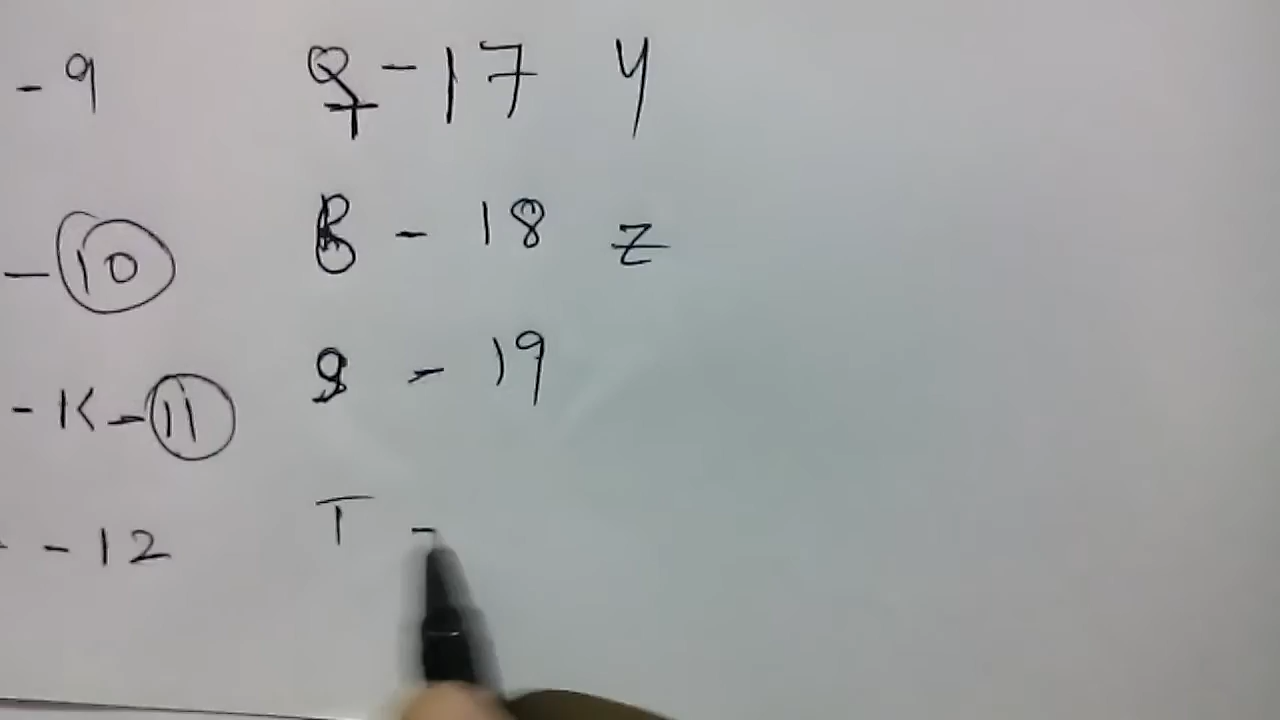 - 9 Q - 17 Y
- 10 R - 18 Z
- K - 11 S - 19
- 12 T -